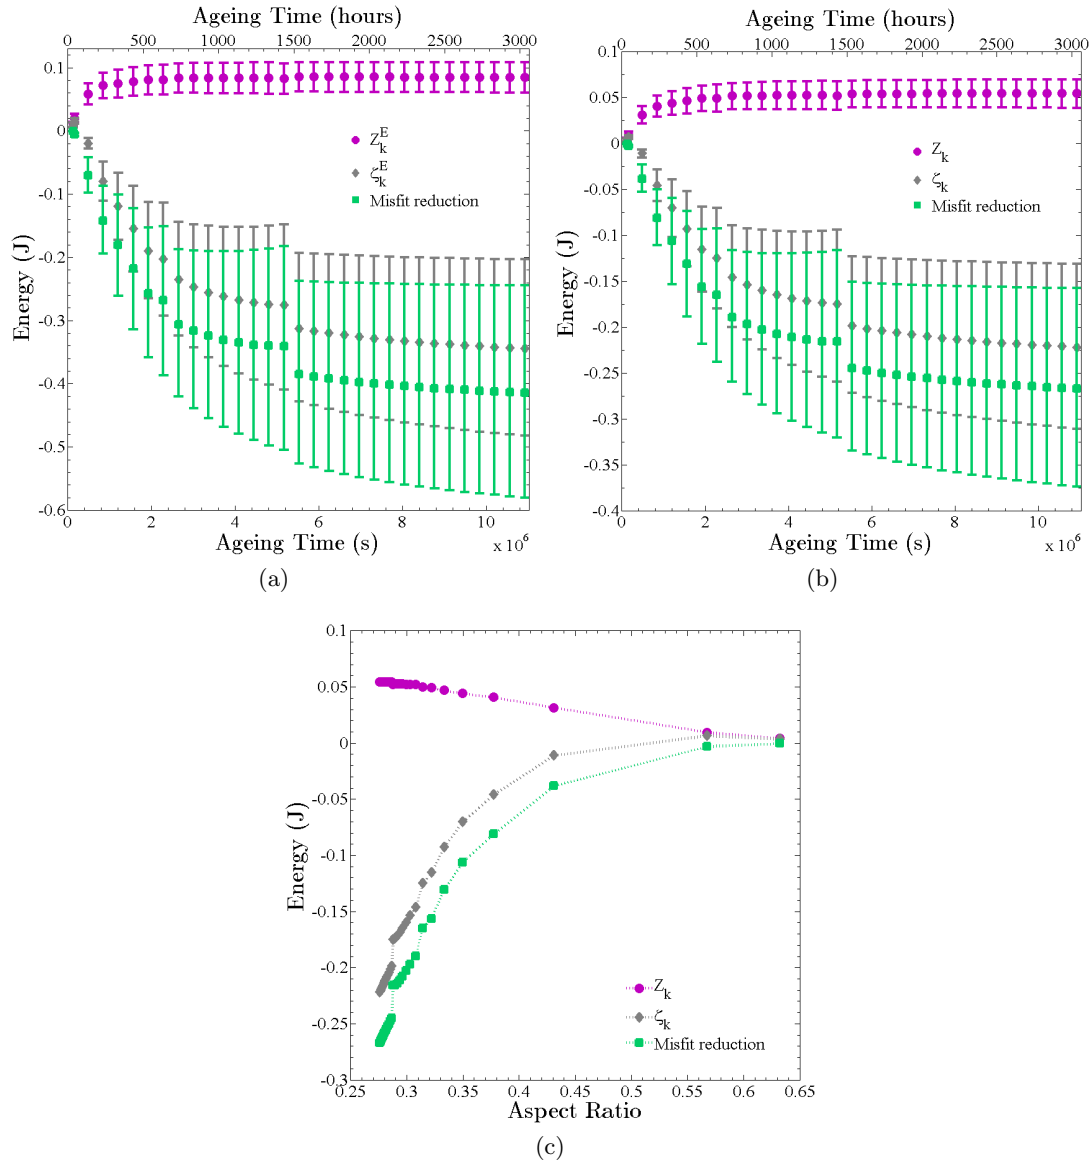 Ageing Time (hours)
0 500 1000 1500 2000 2500 3000
0.1
0
-0.1
-0.2
-0.3
-0.4
-0.5
-0.6
Energy (J)
Z_k^E
ζ_k^E
Misfit reduction
0 2 4 6 8 10
Ageing Time (s)
x 10^6
(a)
Ageing Time (hours)
0 500 1000 1500 2000 2500 3000
0.1
0.05
0
-0.05
-0.1
-0.15
-0.2
-0.25
-0.3
-0.35
-0.4
Energy (J)
Z_k
ζ_k
Misfit reduction
0 2 4 6 8 10
Ageing Time (s)
x 10^6
(b)
0.1
0.05
0
-0.05
-0.1
-0.15
-0.2
-0.25
-0.3
Energy (J)
Z_k
ζ_k
Misfit reduction
0.25 0.3 0.35 0.4 0.45 0.5 0.55 0.6 0.65
Aspect Ratio
(c)